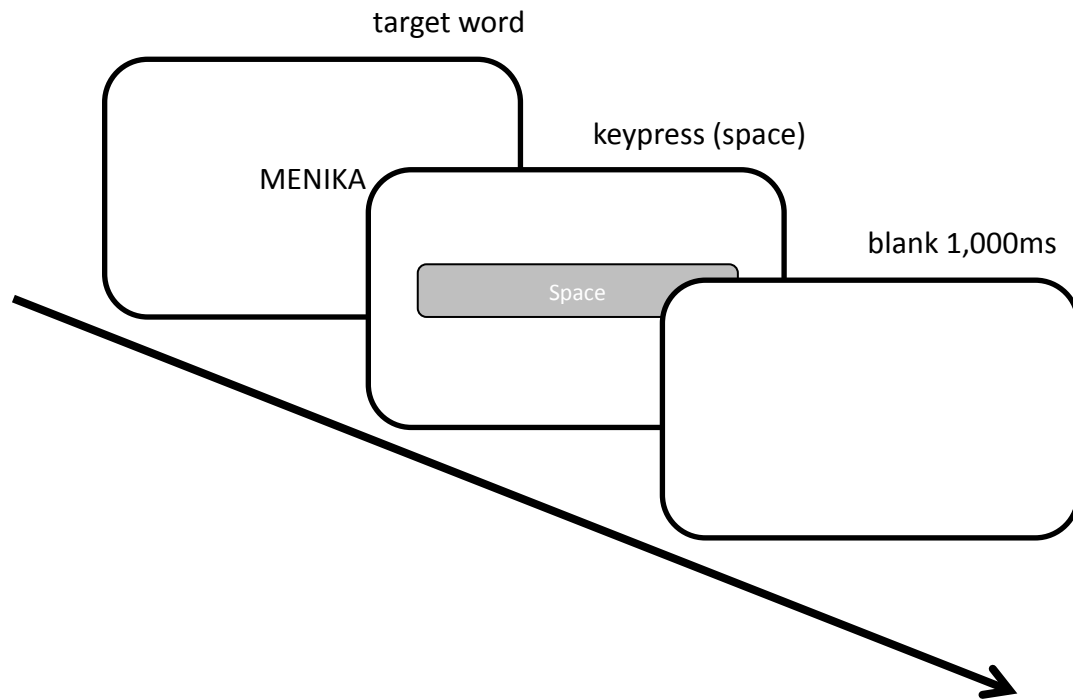 target word
MENIKA
keypress (space)
Space
blank 1,000ms